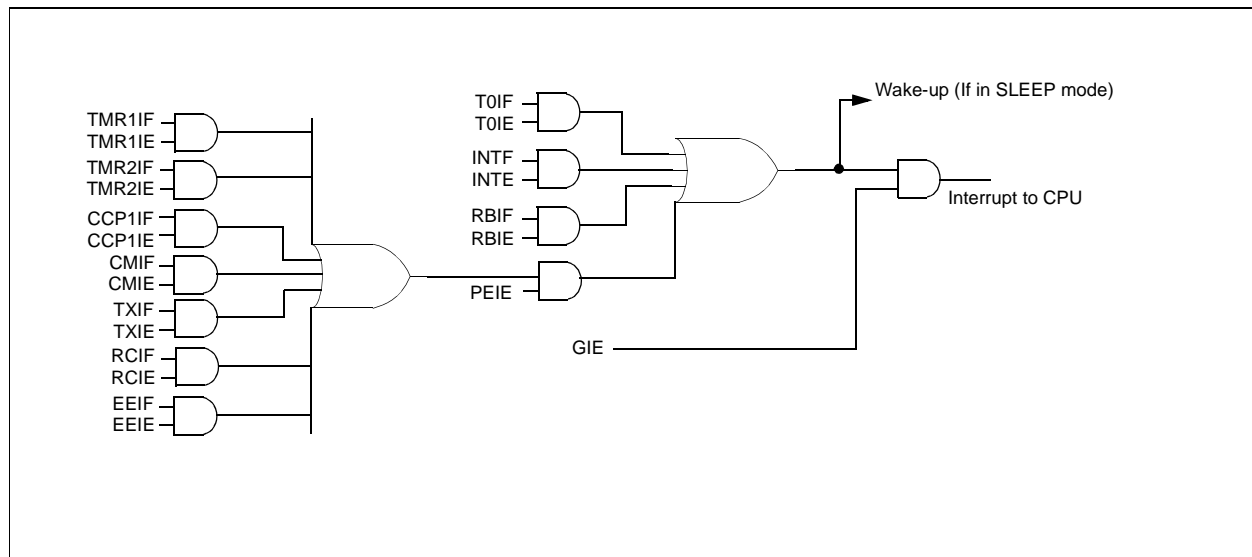 TMR1IF
TMR1IE
TMR2IF
TMR2IE
CCP1IF
CCP1IE
CMIF
CMIE
TXIF
TXIE
RCIF
RCIE
EEIF
EEIE
T0IF
T0IE
INTF
INTE
RBIF
RBIE
PEIE
GIE
Wake-up (If in SLEEP mode)
Interrupt to CPU